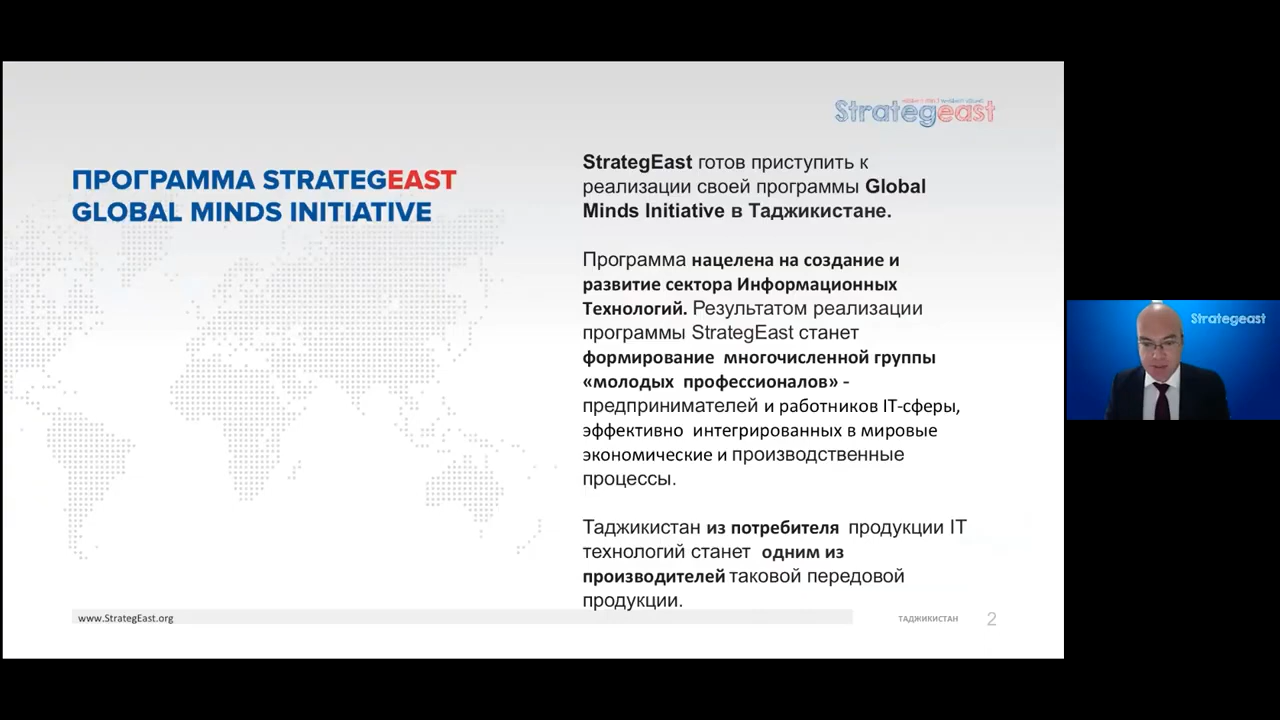 Strategeast
ПРОГРАММА STRATEGEAST
GLOBAL MINDS INITIATIVE
StrategEast готов приступить к
реализации своей программы Global
Minds Initiative в Таджикистане.
Программа нацелена на создание и
развитие сектора Информационных
Технологий. Результатом реализации
программы StrategEast станет
формирование многочисленной группы
«молодых профессионалов» -
предпринимателей и работников IT-сферы,
эффективно интегрированных в мировые
экономические и производственные
процессы.
Таджикистан из потребителя продукции IT
технологий станет одним из
производителей таковой передовой
продукции.
www.StrategEast.org
ТАДЖИКИСТАН 2
Strategeast